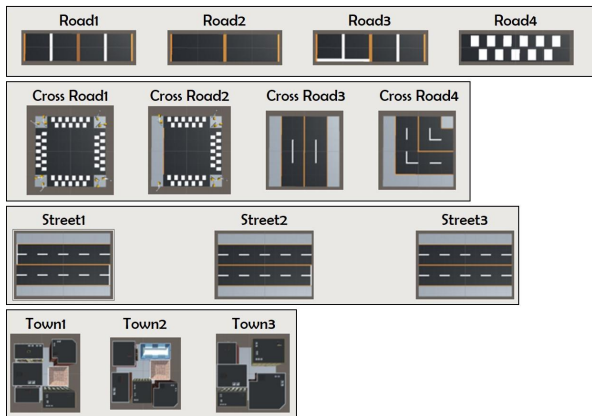 Road1 Road2 Road3 Road4
Cross Road1 Cross Road2 Cross Road3 Cross Road4
Street1 Street2 Street3
Town1 Town2 Town3